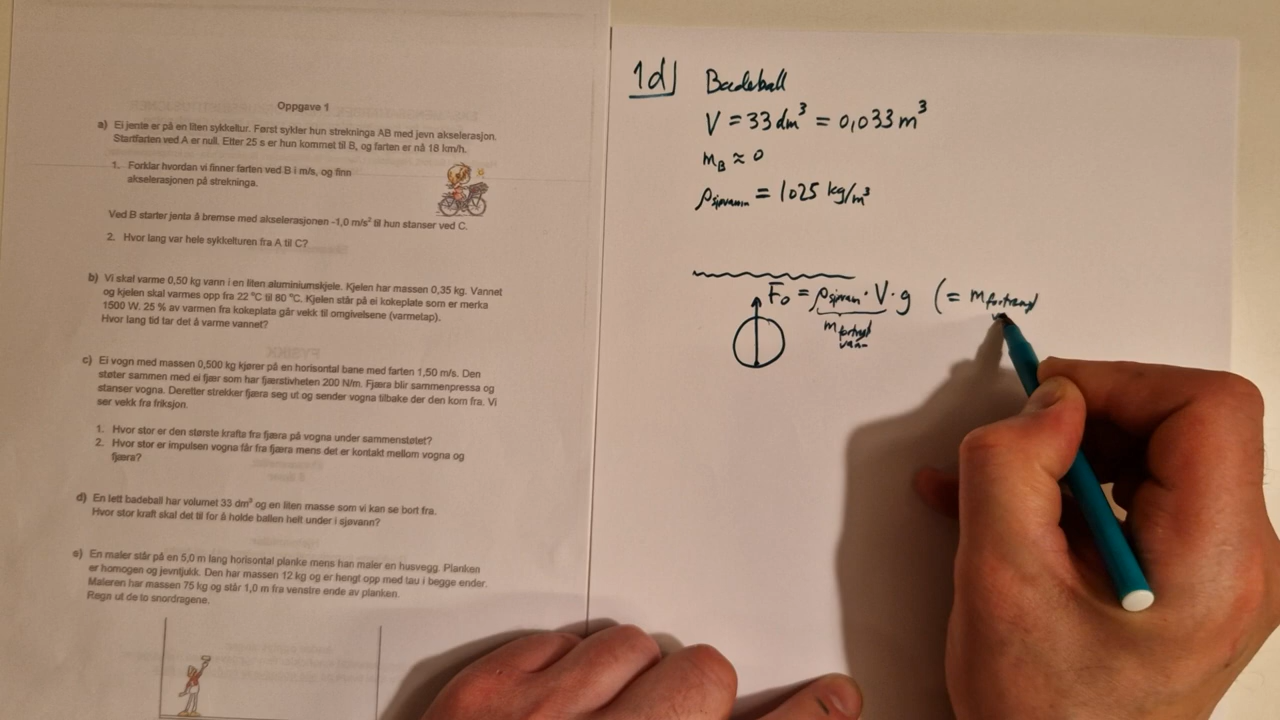 Oppgave 1
a) Ei jente er på en liten sykkeltur. Først sykler hun strekninga AB med jevn akselerasjon.
Startfarten ved A er null. Etter 25 s er hun kommet til B, og farten er nå 18 km/h.
1. Forklar hvordan vi finner farten ved B i m/s, og finn
akselerasjonen på strekninga.
Ved B starter jenta å bremse med akselerasjonen -1,0 m/s² til hun stanser ved C.
2. Hvor lang var hele sykkelturen fra A til C?
b) Vi skal varme 0,50 kg vann i en liten aluminiumskjele. Kjelen har massen 0,35 kg. Vannet
og kjelen skal varmes opp fra 22 °C til 80 °C. Kjelen står på ei kokeplate som er merka
1500 W. 25 % av varmen fra kokeplata går vekk til omgivelsene (varmetap).
Hvor lang tid tar det å varme vannet?
c) Ei vogn med massen 0,500 kg kjører på en horisontal bane med farten 1,50 m/s. Den
støter sammen med ei fjær som har fjærstivheten 200 N/m. Fjæra blir sammenpressa og
stanser vogna. Deretter strekker fjæra seg ut og sender vogna tilbake der den kom fra. Vi
ser vekk fra friksjon.
1. Hvor stor er den største krafta fra fjæra på vogna under sammenstøtet?
2. Hvor stor er impulsen vogna får fra fjæra mens det er kontakt mellom vogna og
fjæra?
d) En lett badeball har volumet 33 dm³ og en liten masse som vi kan se bort fra.
Hvor stor kraft skal det til for å holde ballen helt under i sjøvann?
e) En maler står på en 5,0 m lang horisontal planke mens han maler en husvegg. Planken
er homogen og jevntjukk. Den har massen 12 kg og er hengt opp med tau i begge ender.
Maleren har massen 75 kg og står 1,0 m fra venstre ende av planken.
Regn ut de to snordragene.
1d) Badeball
V = 33 dm³ = 0,033 m³
m_B ≈ 0
ρ_sjøvann = 1025 kg/m³
F_o = ρ_sjøvan · V · g (= m_fortrengt
m_fortrengt
vann